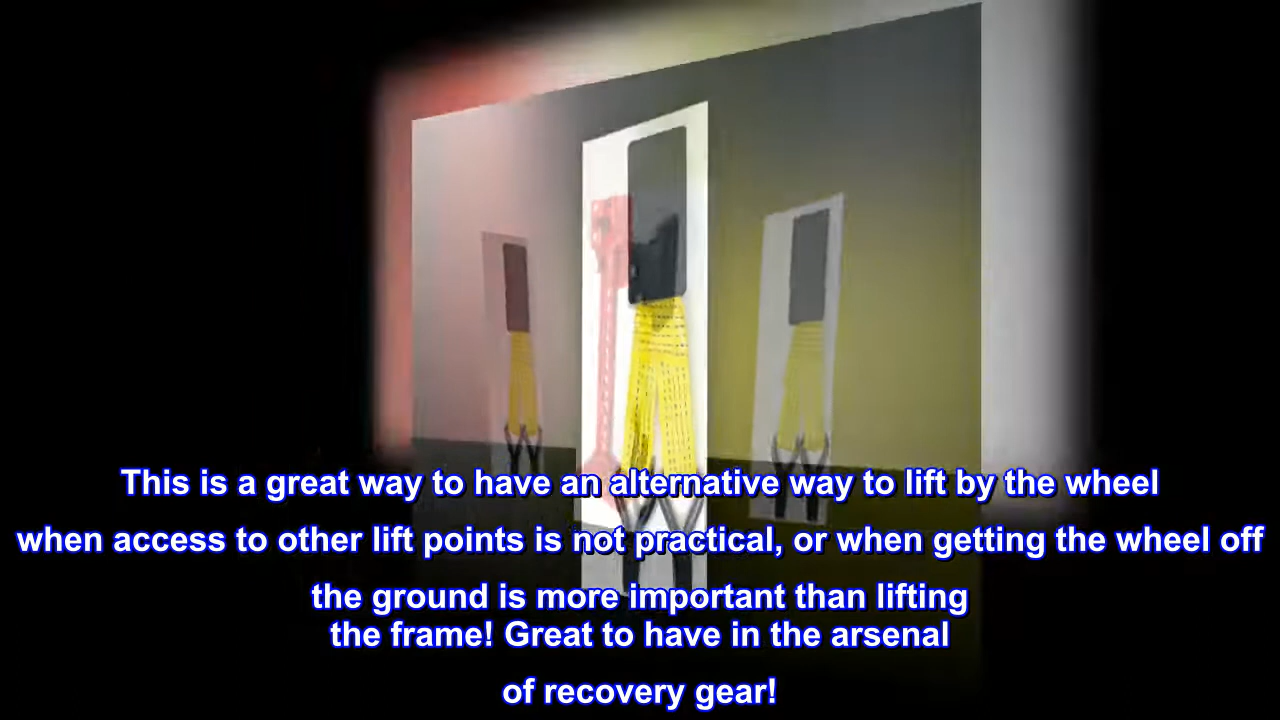 This is a great way to have an alternative way to lift by the wheel
when access to other lift points is not practical, or when getting the wheel off
the ground is more important than lifting
the frame! Great to have in the arsenal
of recovery gear!